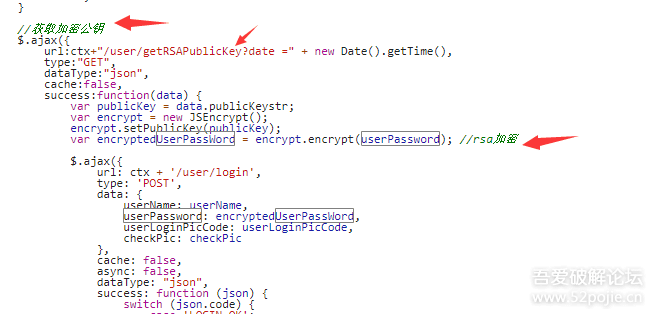 }
//获取加密公钥
$.ajax({
url:ctx+"/user/getRSAPublicKey?date =" + new Date().getTime(),
type:"GET",
dataType:"json",
cache:false,
success:function(data) {
var publicKey = data.publicKeystr;
var encrypt = new JSEncrypt();
encrypt.setPublicKey(publicKey);
var encryptedUserPassWord = encrypt.encrypt(userPassword); //rsa加密
$.ajax({
url: ctx + '/user/login',
type: 'POST',
data: {
userName: userName,
userPassword: encryptedUserPassWord,
userLoginPicCode: userLoginPicCode,
checkPic: checkPic
},
cache: false,
async: false,
dataType: "json",
success: function (json) {
switch (json.code) {
吾爱破解论坛
www.52pojie.cn